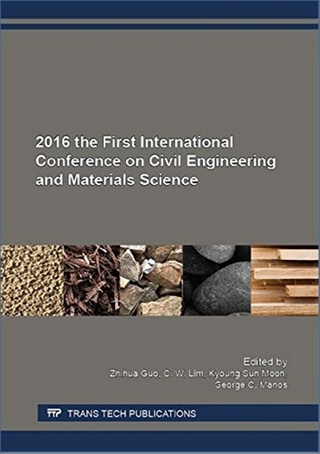 2016 the First International
Conference on Civil Engineering
and Materials Science
Edited by
Zhihua Guo, C. W. Lim, Kyoung Sun Moon,
George C. Manos
TTP TRANS TECH PUBLICATIONS